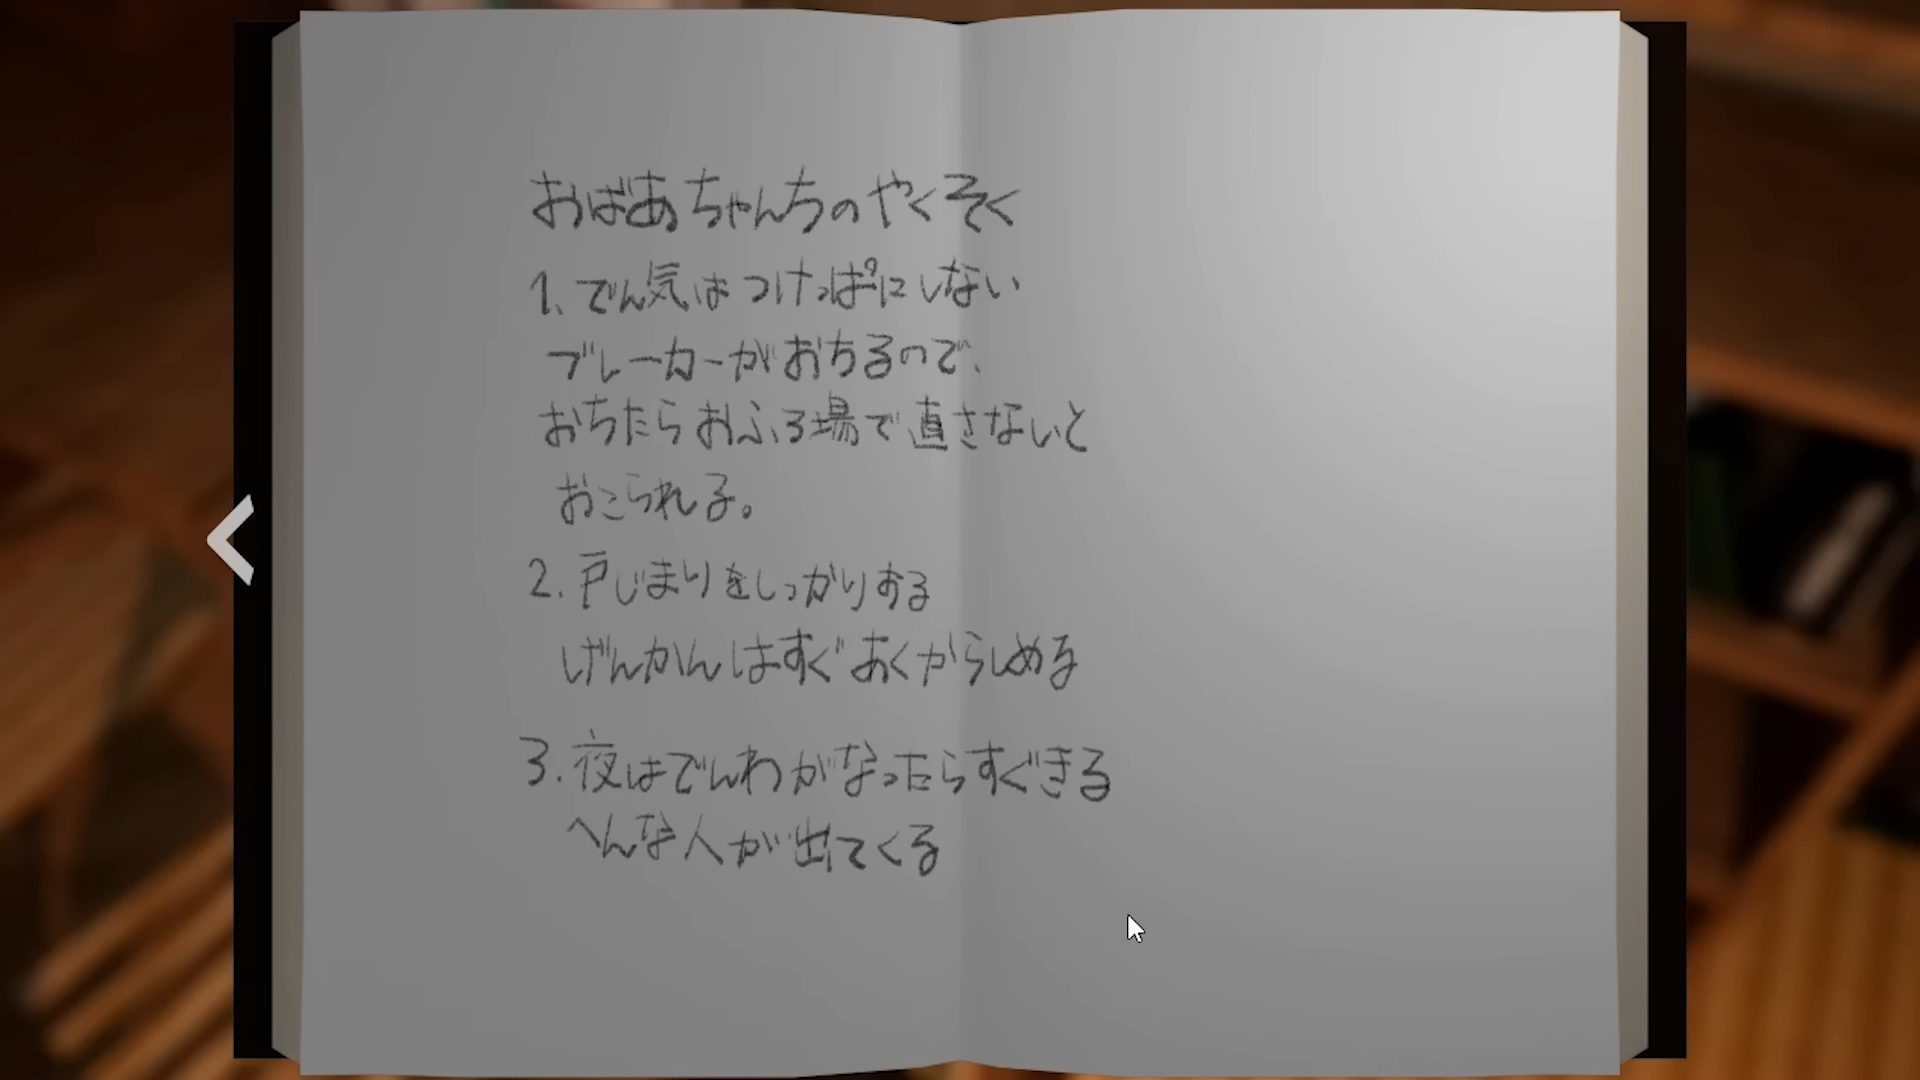 おばあちゃんちのやくそく
1. でん気はつけっぱにしない
ブレーカーがおちるので、
おちたらおふろ場で直さないと
おこられる。
2. 戸じまりをしっかりする
げんかんはすぐあくからしめる
3. 夜はでんわがなったらすぐきる
へんな人が出てくる